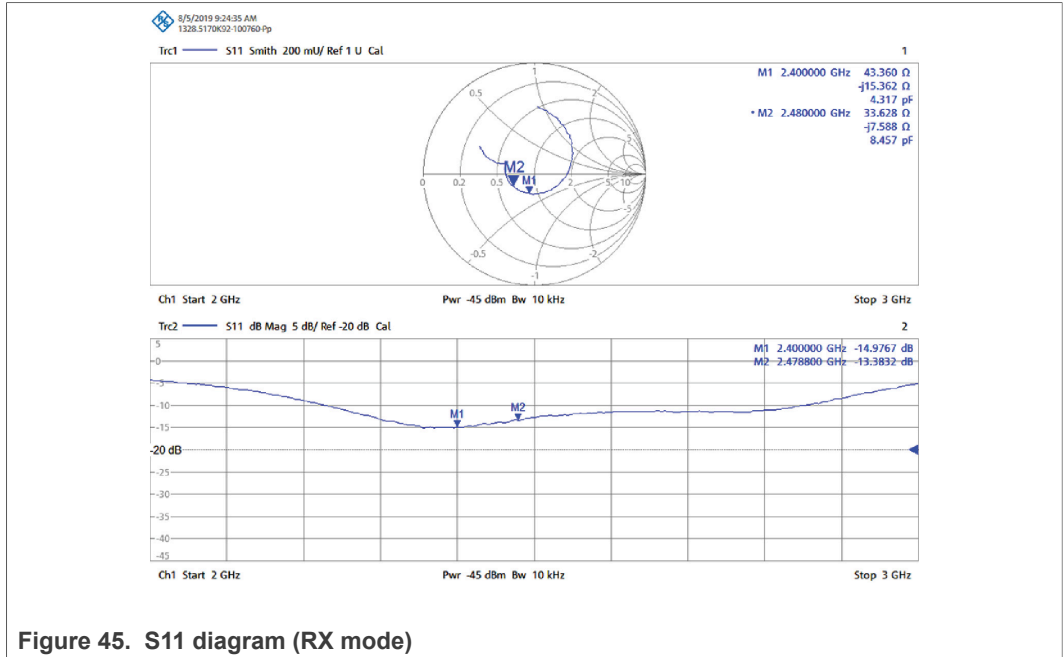 8/5/2019 9:24:35 AM
1328.5170K92-100760-Pp
Trc1 S11 Smith 200 mU/ Ref 1 U Cal 1
M1 2.400000 GHz 43.360 Ω
-j15.362 Ω
4.317 pF
• M2 2.480000 GHz 33.628 Ω
-j7.588 Ω
8.457 pF
1
0.5
2
5
M2
M1
0
0.2
0.5
2
5
10
-5
-0.5
-2
-1
Ch1 Start 2 GHz Pwr -45 dBm Bw 10 kHz Stop 3 GHz
Trc2 S11 dB Mag 5 dB/ Ref -20 dB Cal 2
M1 2.400000 GHz -14.9767 dB
M2 2.478800 GHz -13.3832 dB
5
-0
-5
-10
M1
M2
-15
-20 dB
-25
-30
-35
-40
-45
Ch1 Start 2 GHz Pwr -45 dBm Bw 10 kHz Stop 3 GHz
Figure 45. S11 diagram (RX mode)